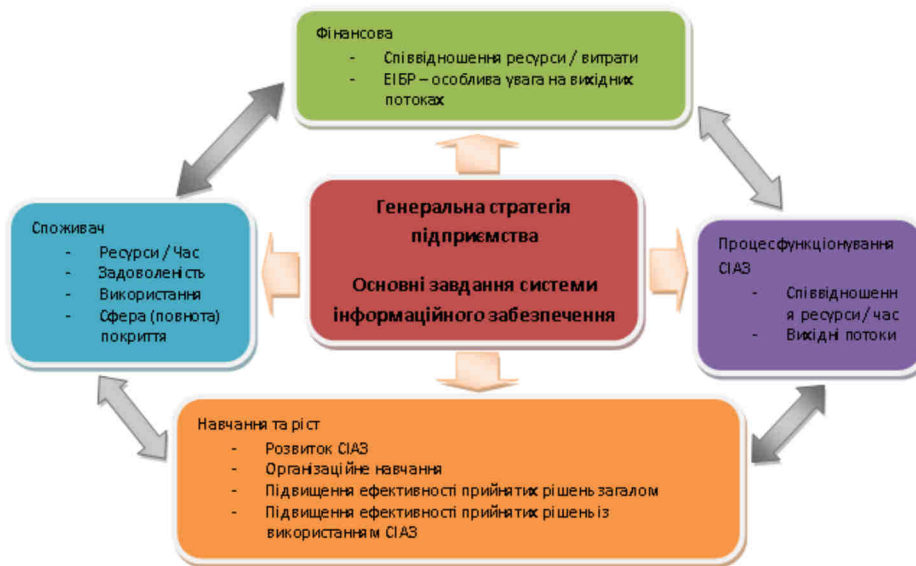 Фінансова
- Співвідношення ресурси / витрати
- ЕІБР – особлива увага на вихідних
потоках
Генеральна стратегія
підприємства
Основні завдання системи
інформаційного забезпечення
Споживач
- Ресурси / Час
- Задоволеність
- Використання
- Сфера (повнота)
покриття
Процес функціонування
СІАЗ
- Співвідношенн
я ресурси / час
- Вихідні потоки
Навчання та ріст
- Розвиток СІАЗ
- Організаційне навчання
- Підвищення ефективності прийнятих рішень загалом
- Підвищення ефективності прийнятих рішень із
використанням СІАЗ